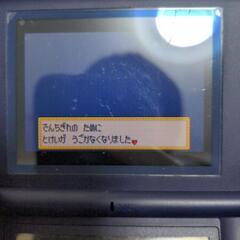 でんちぎれの ために
とけいが うごかなくなりました♥